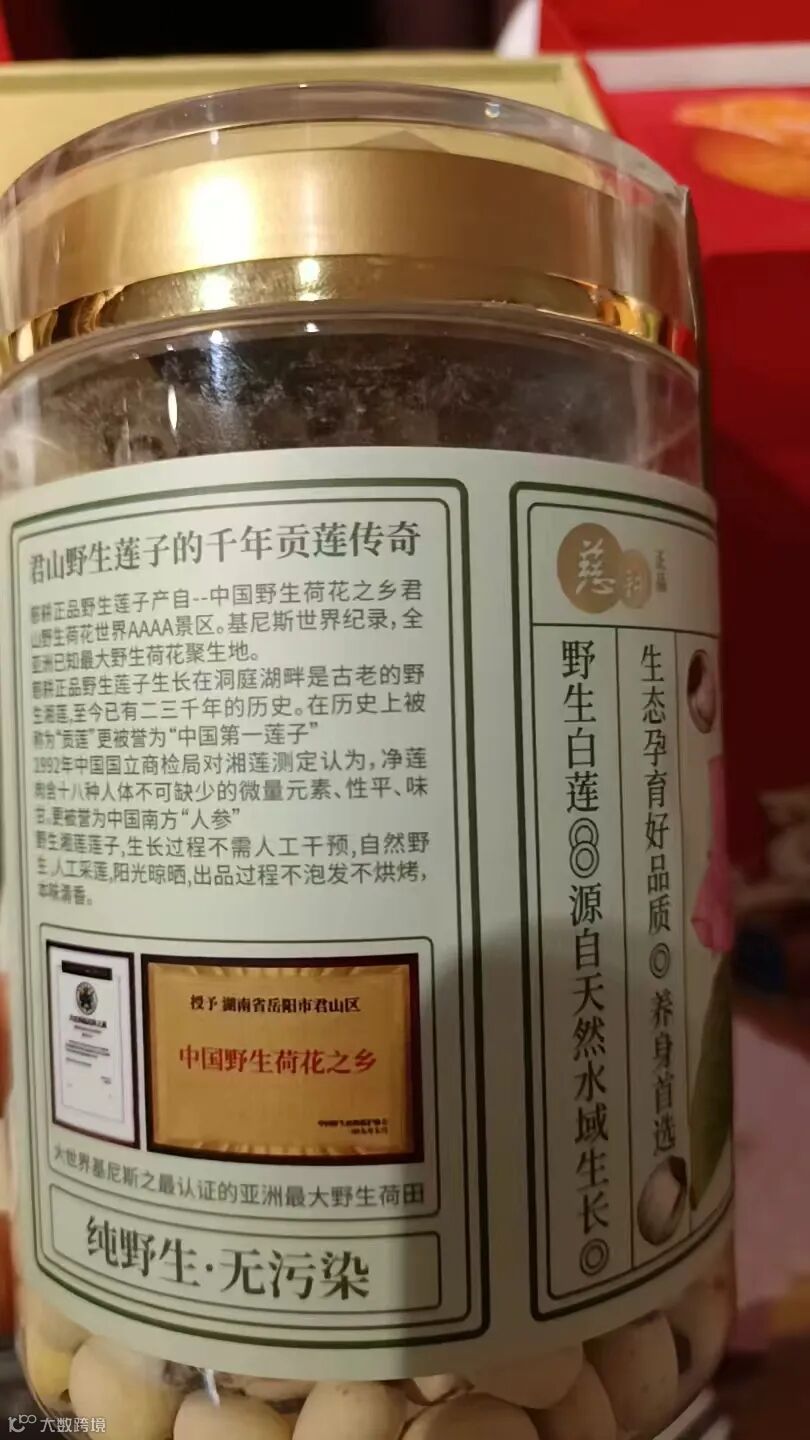 君山野生莲子的千年贡莲传奇
慈耕正品野生莲子产自--中国野生荷花之乡君
山野生荷花世界AAAA景区。基尼斯世界纪录，全
亚洲已知最大野生荷花聚生地。
慈耕正品野生莲子生长在洞庭湖畔是古老的野
生湘莲,至今已有二三千年的历史。在历史上被
称为“贡莲”更被誉为“中国第一莲子”
1992年中国国立商检局对湘莲测定认为，净莲
肉含十八种人体不可缺少的微量元素、性平、味
甘。更被誉为中国南方“人参”
野生湘莲莲子,生长过程不需人工干预,自然野
生,人工采莲,阳光晾晒,出品过程不泡发不烘烤，
本味清香。
授予 湖南省岳阳市君山区
中国野生荷花之乡
大世界基尼斯之最认证的亚洲最大野生荷田
纯野生·无污染
慈耕
正品
野生白莲◎◎源自天然水域生长◎
生态孕育好品质◎养身首选
大数跨境